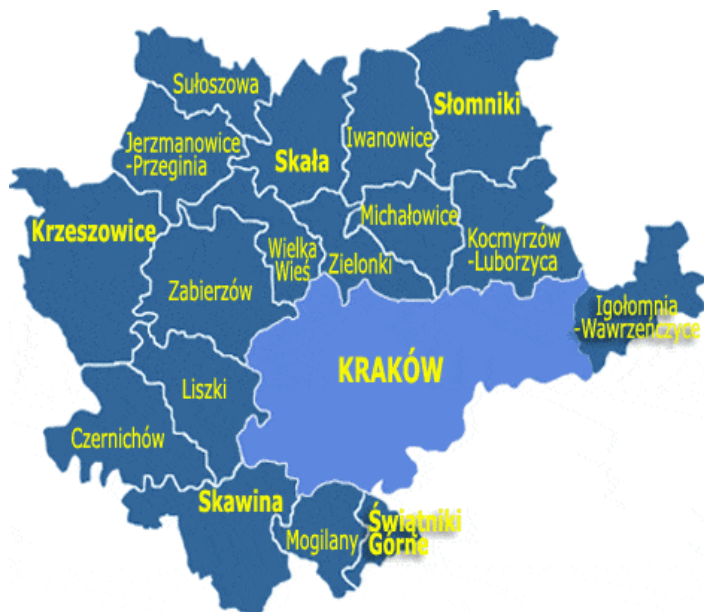 Sułoszowa
Słomniki
Jerzmanowice
-Przeginia
Skała
Iwanowice
Krzeszowice
Michałowice
Wielka
Wieś
Zielonki
Kocmyrzów
-Luborzyca
Zabierzów
Igołomnia
-Wawrzeńczyce
KRAKÓW
Liszki
Czernichów
Skawina
Mogilany
Świątniki
Górne